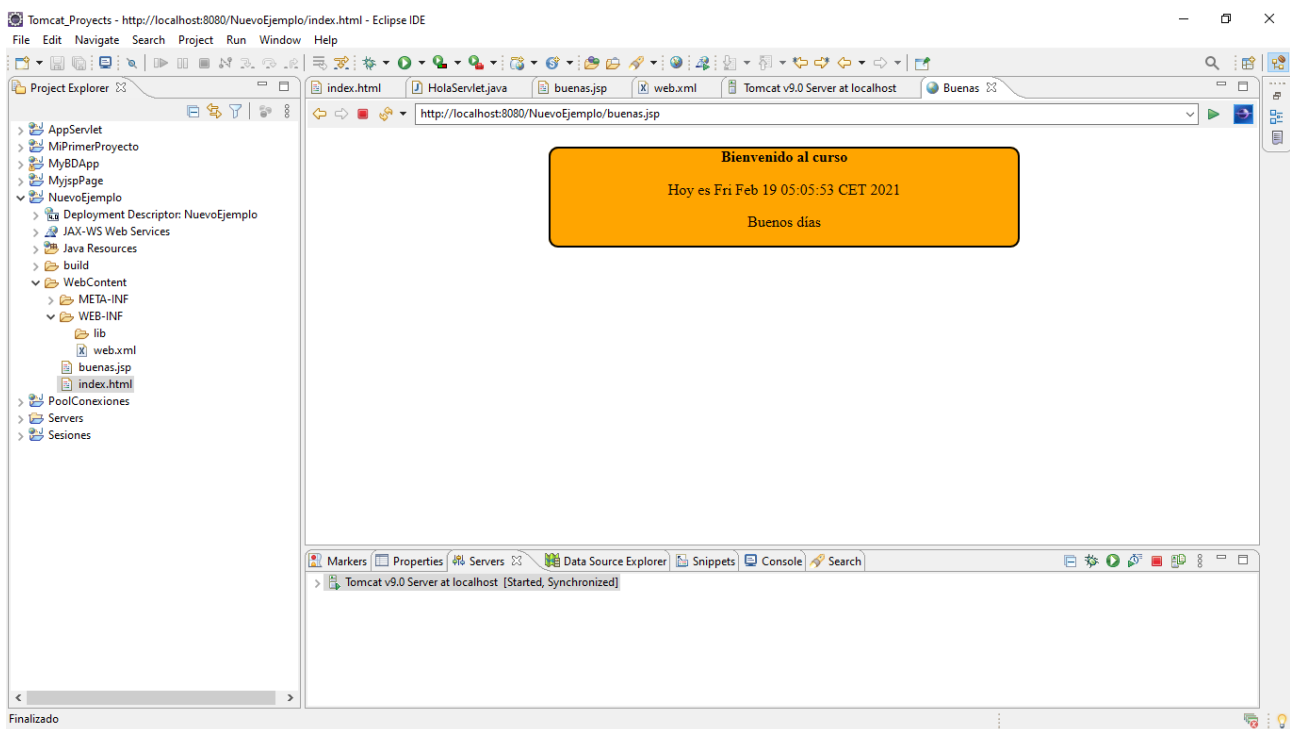 Tomcat_Proyects - http://localhost:8080/NuevoEjemplo/index.html - Eclipse IDE
File Edit Navigate Search Project Run Window Help
Project Explorer
index.html HolaServlet.java buenas.jsp web.xml Tomcat v9.0 Server at localhost Buenas
http://localhost:8080/NuevoEjemplo/buenas.jsp
AppServlet
MiPrimerProyecto
MyBDApp
MyjspPage
NuevoEjemplo
Deployment Descriptor: NuevoEjemplo
JAX-WS Web Services
Java Resources
build
WebContent
META-INF
WEB-INF
lib
web.xml
buenas.jsp
index.html
PoolConexiones
Servers
Sesiones
Bienvenido al curso
Hoy es Fri Feb 19 05:05:53 CET 2021
Buenos días
Markers Properties Servers Data Source Explorer Snippets Console Search
Tomcat v9.0 Server at localhost [Started, Synchronized]
Finalizado